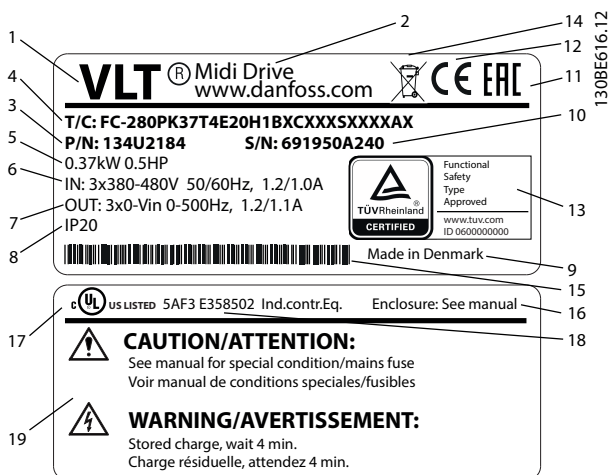 2
14
12
130BE616.12
1
VLT ® Midi Drive
www.danfoss.com
CE EAC
11
4
T/C: FC-280PK37T4E20H1BXCXXXSXXXXAX
3
P/N: 134U2184 S/N: 691950A240
10
5
0.37kW 0.5HP
6
IN: 3x380-480V 50/60Hz, 1.2/1.0A
7
OUT: 3x0-Vin 0-500Hz, 1.2/1.1A
8
IP20
TÜVRheinland
CERTIFIED
Functional
Safety
Type
Approved
www.tuv.com
ID 0600000000
13
Made in Denmark
9
15
17
c UL US LISTED 5AF3 E358502 Ind.contr.Eq. Enclosure: See manual
16
18
CAUTION/ATTENTION:
See manual for special condition/mains fuse
Voir manual de conditions speciales/fusibles
19
WARNING/AVERTISSEMENT:
Stored charge, wait 4 min.
Charge résiduelle, attendez 4 min.